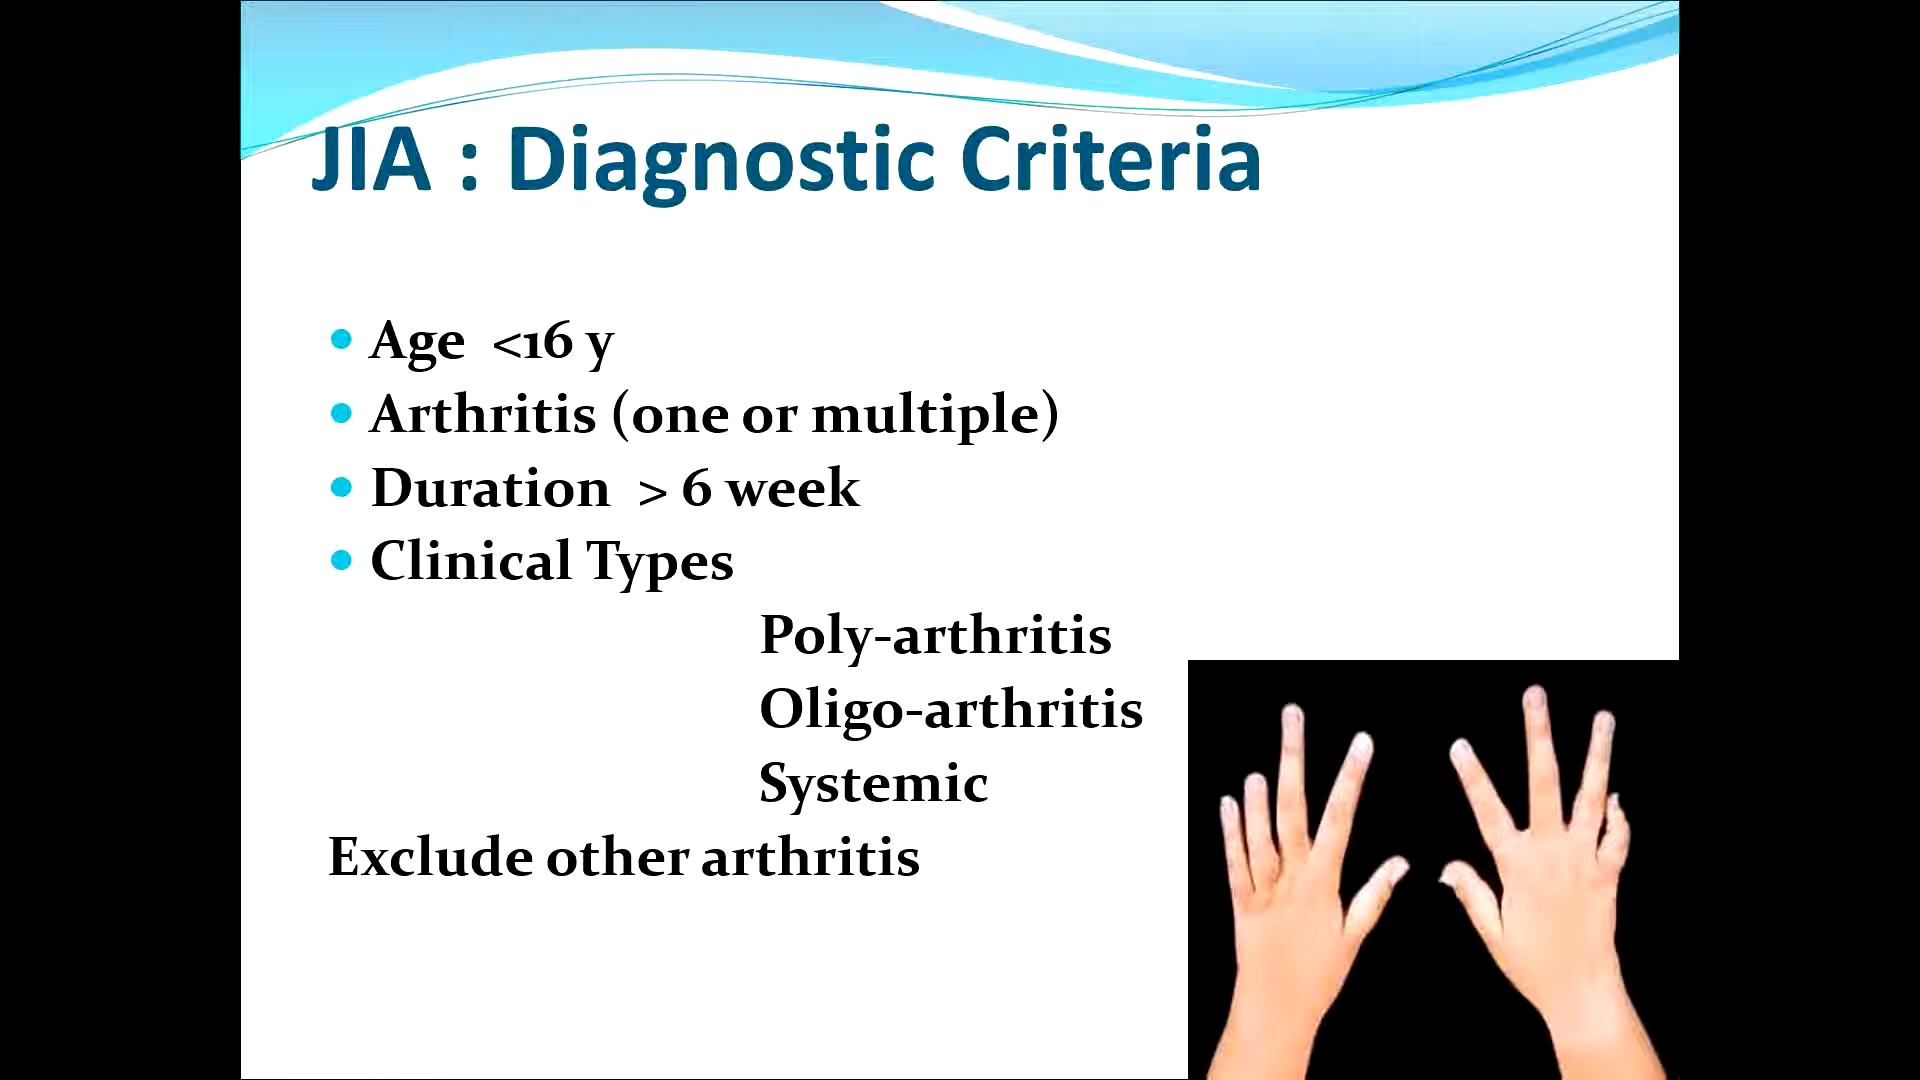 JIA : Diagnostic Criteria
• Age <16 y
• Arthritis (one or multiple)
• Duration > 6 week
• Clinical Types
Poly-arthritis
Oligo-arthritis
Systemic
Exclude other arthritis